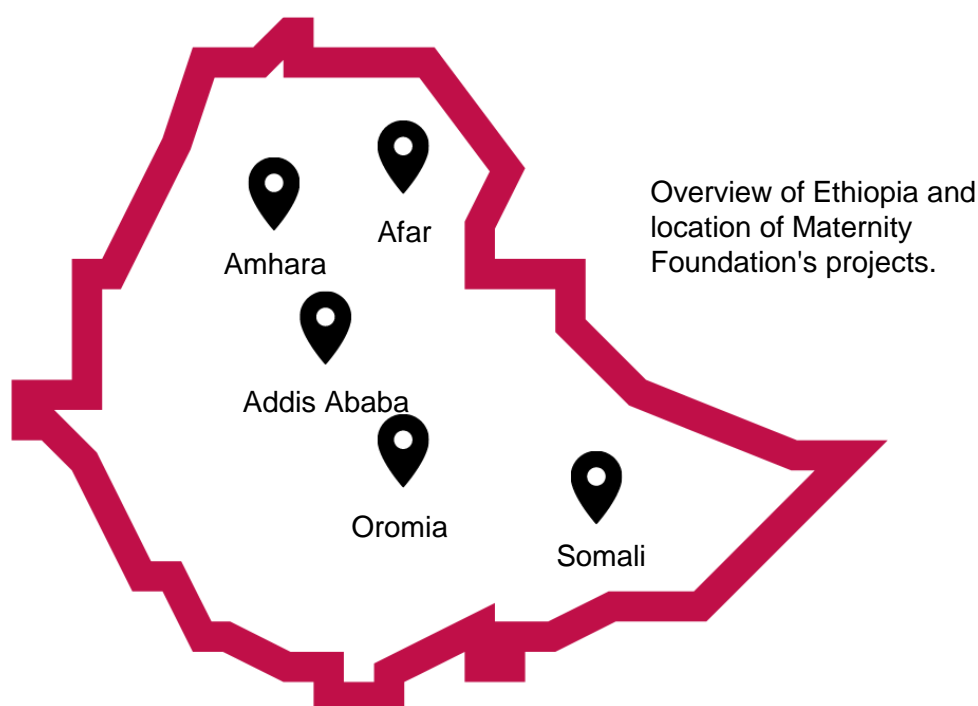 Afar
Amhara
Overview of Ethiopia and
location of Maternity
Foundation's projects.
Addis Ababa
Oromia
Somali